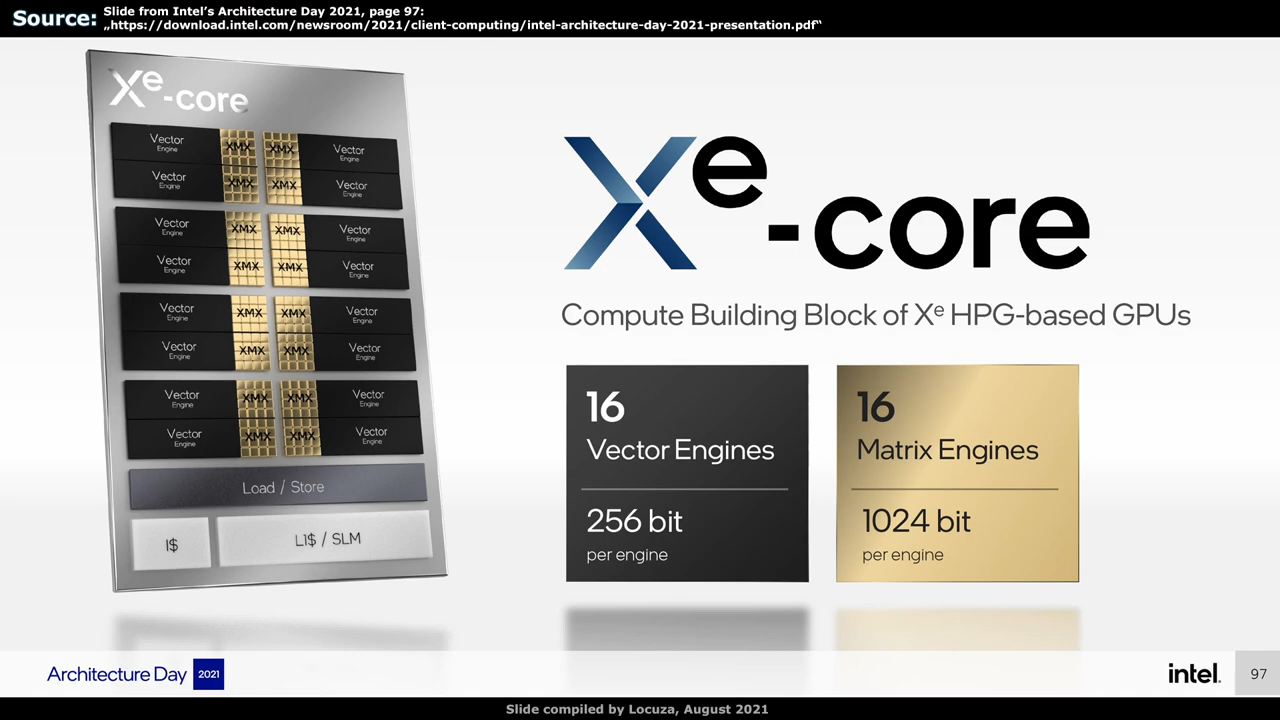 Source:
Slide from Intel's Architecture Day 2021, page 97:
„https://download.intel.com/newsroom/2021/client-computing/intel-architecture-day-2021-presentation.pdf“
Xe-core
Vector Engine XMX XMX Vector Engine
Vector Engine XMX XMX Vector Engine
Vector Engine XMX XMX Vector Engine
Vector Engine XMX XMX Vector Engine
Vector Engine XMX XMX Vector Engine
Vector Engine XMX XMX Vector Engine
Vector Engine XMX XMX Vector Engine
Vector Engine XMX XMX Vector Engine
Load / Store
I$ L1$ / SLM
Xe-core
Compute Building Block of Xe HPG-based GPUs
16
Vector Engines
256 bit
per engine
16
Matrix Engines
1024 bit
per engine
Architecture Day 2021
intel.
97
Slide compiled by Locuza, August 2021